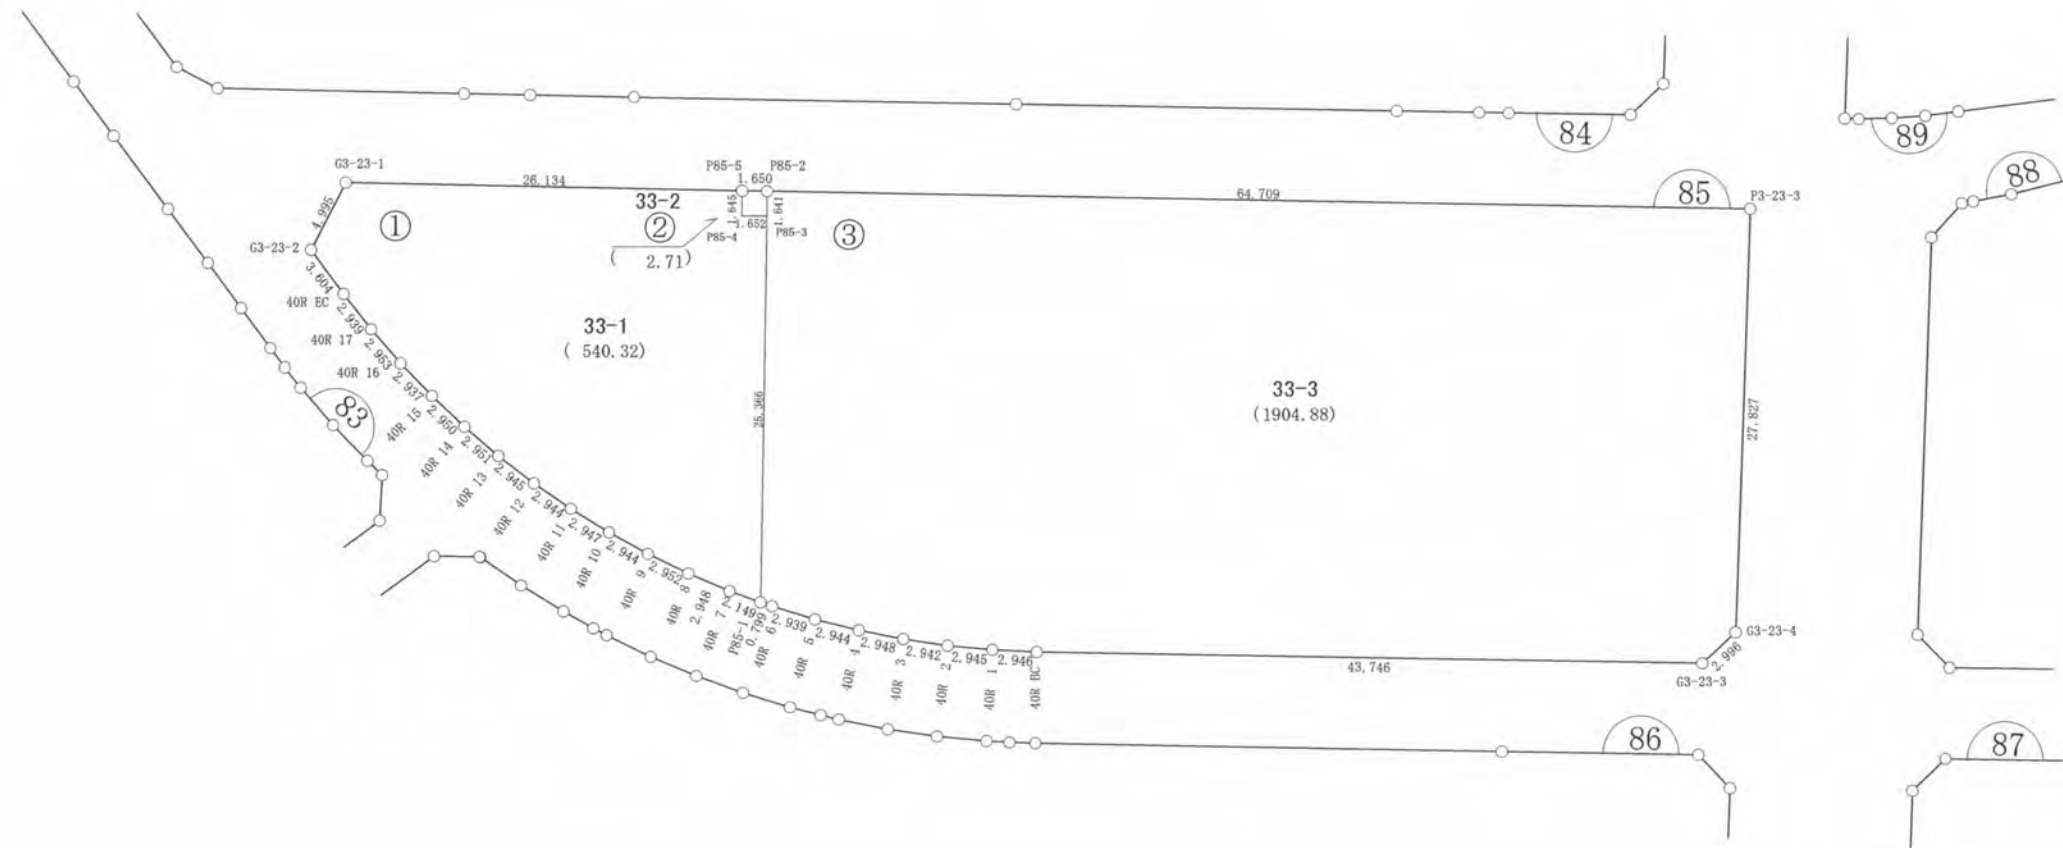 84
89
88
G3-23-1
P85-5
P85-2
26.134
1.650
64.709
85
P3-23-3
33-2
4.995
①
②
1.645
1.652
1.641
③
P85-4
P85-3
( 2.71)
G3-23-2
3.604
40R EC
2.939
33-1
( 540.32)
40R 17
2.953
40R 16
2.937
33-3
(1904.88)
83
40R 15
2.950
25.366
27.827
40R 14
2.951
40R 13
2.945
40R 12
2.944
40R 11
2.947
40R 10
2.944
40R 9
2.952
40R 8
2.948
40R 7
2.149
P85-1
0.799
40R 6
2.939
40R 5
2.944
40R 4
2.948
40R 3
2.942
40R 2
2.945
40R 1
2.946
40R BC
43.746
G3-23-4
2.996
G3-23-3
86
87